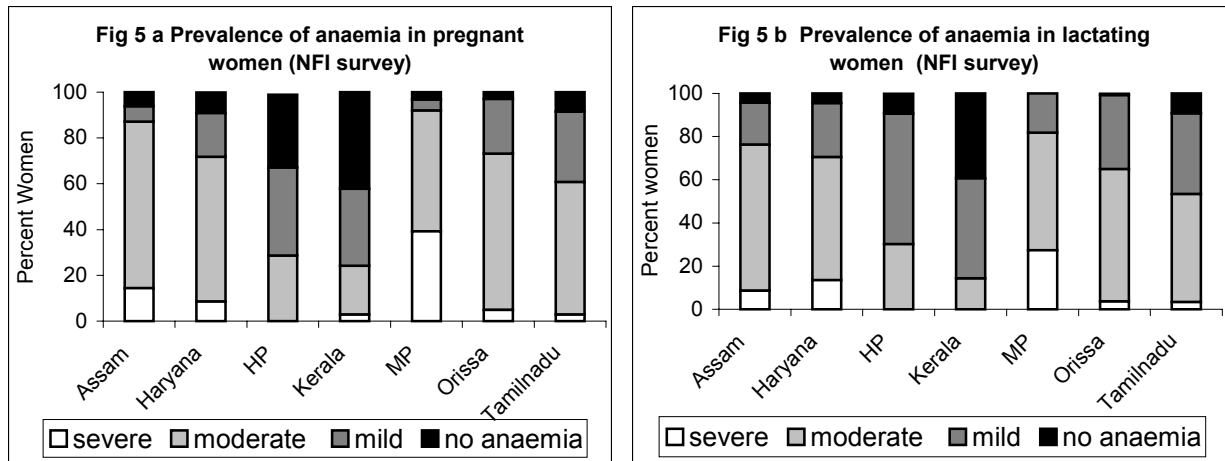 Fig 5 a Prevalence of anaemia in pregnant
women (NFI survey)
100
80
60
40
20
0
Percent Women
Assam
Haryana
HP
Kerala
MP
Orissa
Tamilnadu
severe moderate mild no anaemia
Fig 5 b Prevalence of anaemia in lactating
women (NFI survey)
100
80
60
40
20
0
Percent women
Assam
Haryana
HP
Kerala
MP
Orissa
Tamilnadu
severe moderate mild no anaemia